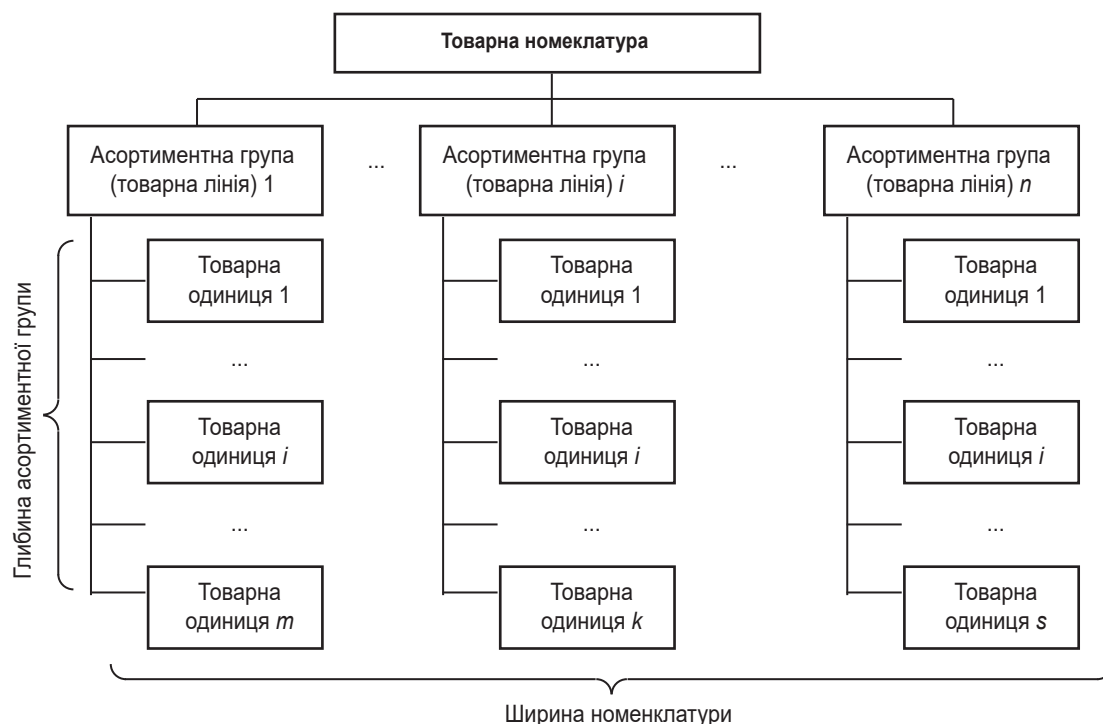 Товарна номеклатура
Асортиментна група
(товарна лінія) 1
...
Асортиментна група
(товарна лінія) i
...
Асортиментна група
(товарна лінія) n
Глибина асортиментної групи
Товарна
одиниця 1
Товарна
одиниця 1
Товарна
одиниця 1
...
...
...
Товарна
одиниця i
Товарна
одиниця i
Товарна
одиниця i
...
...
...
Товарна
одиниця m
Товарна
одиниця k
Товарна
одиниця s
Ширина номенклатури